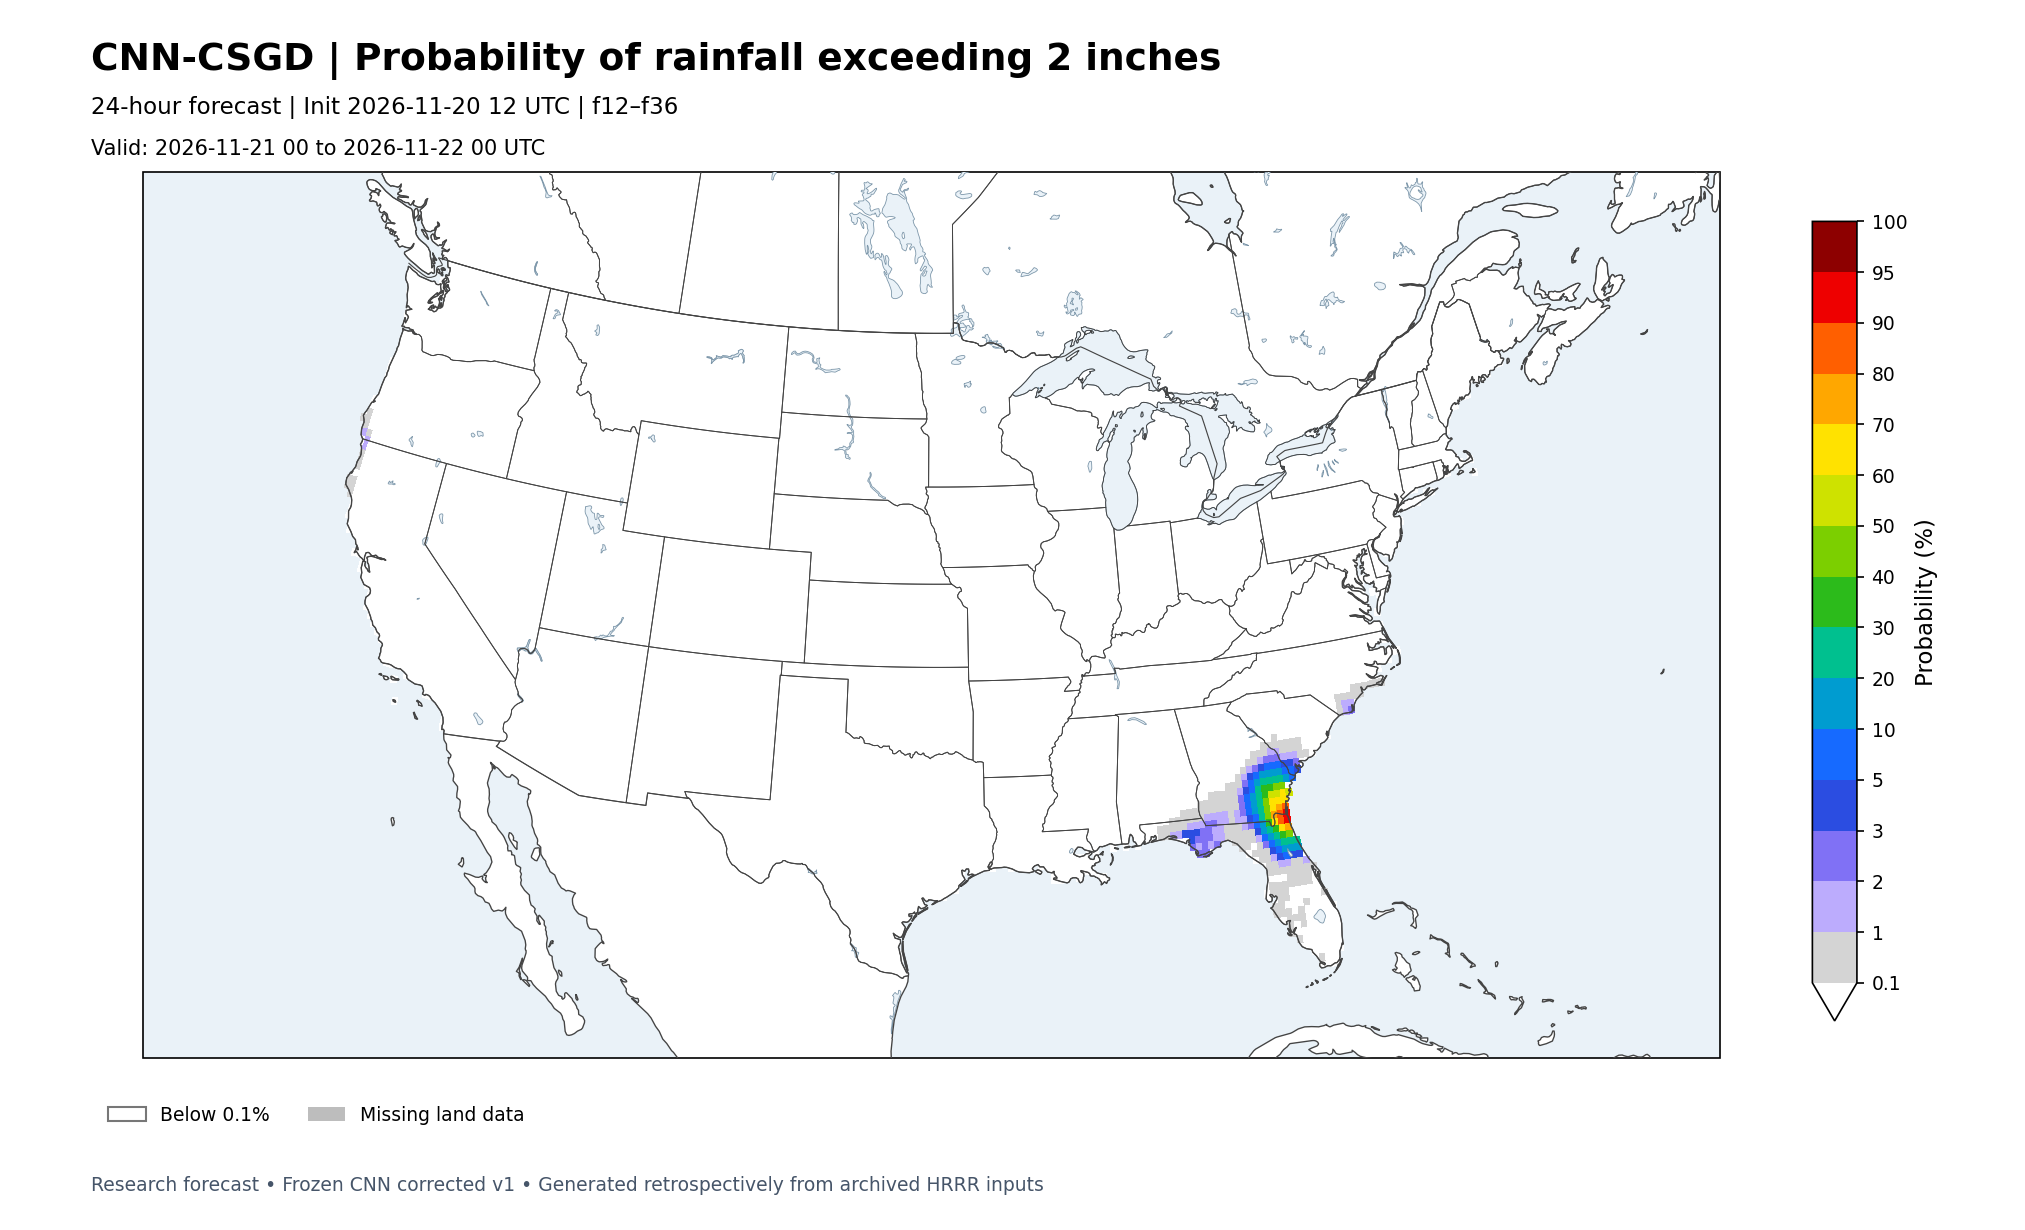 CNN-CSGD | Probability of rainfall exceeding 2 inches
24-hour forecast | Init 2026-11-20 12 UTC | f12–f36
Valid: 2026-11-21 00 to 2026-11-22 00 UTC
100
95
90
80
70
60
50
40
30
20
10
5
3
2
1
0.1
Probability (%)
Below 0.1%
Missing land data
Research forecast • Frozen CNN corrected v1 • Generated retrospectively from archived HRRR inputs